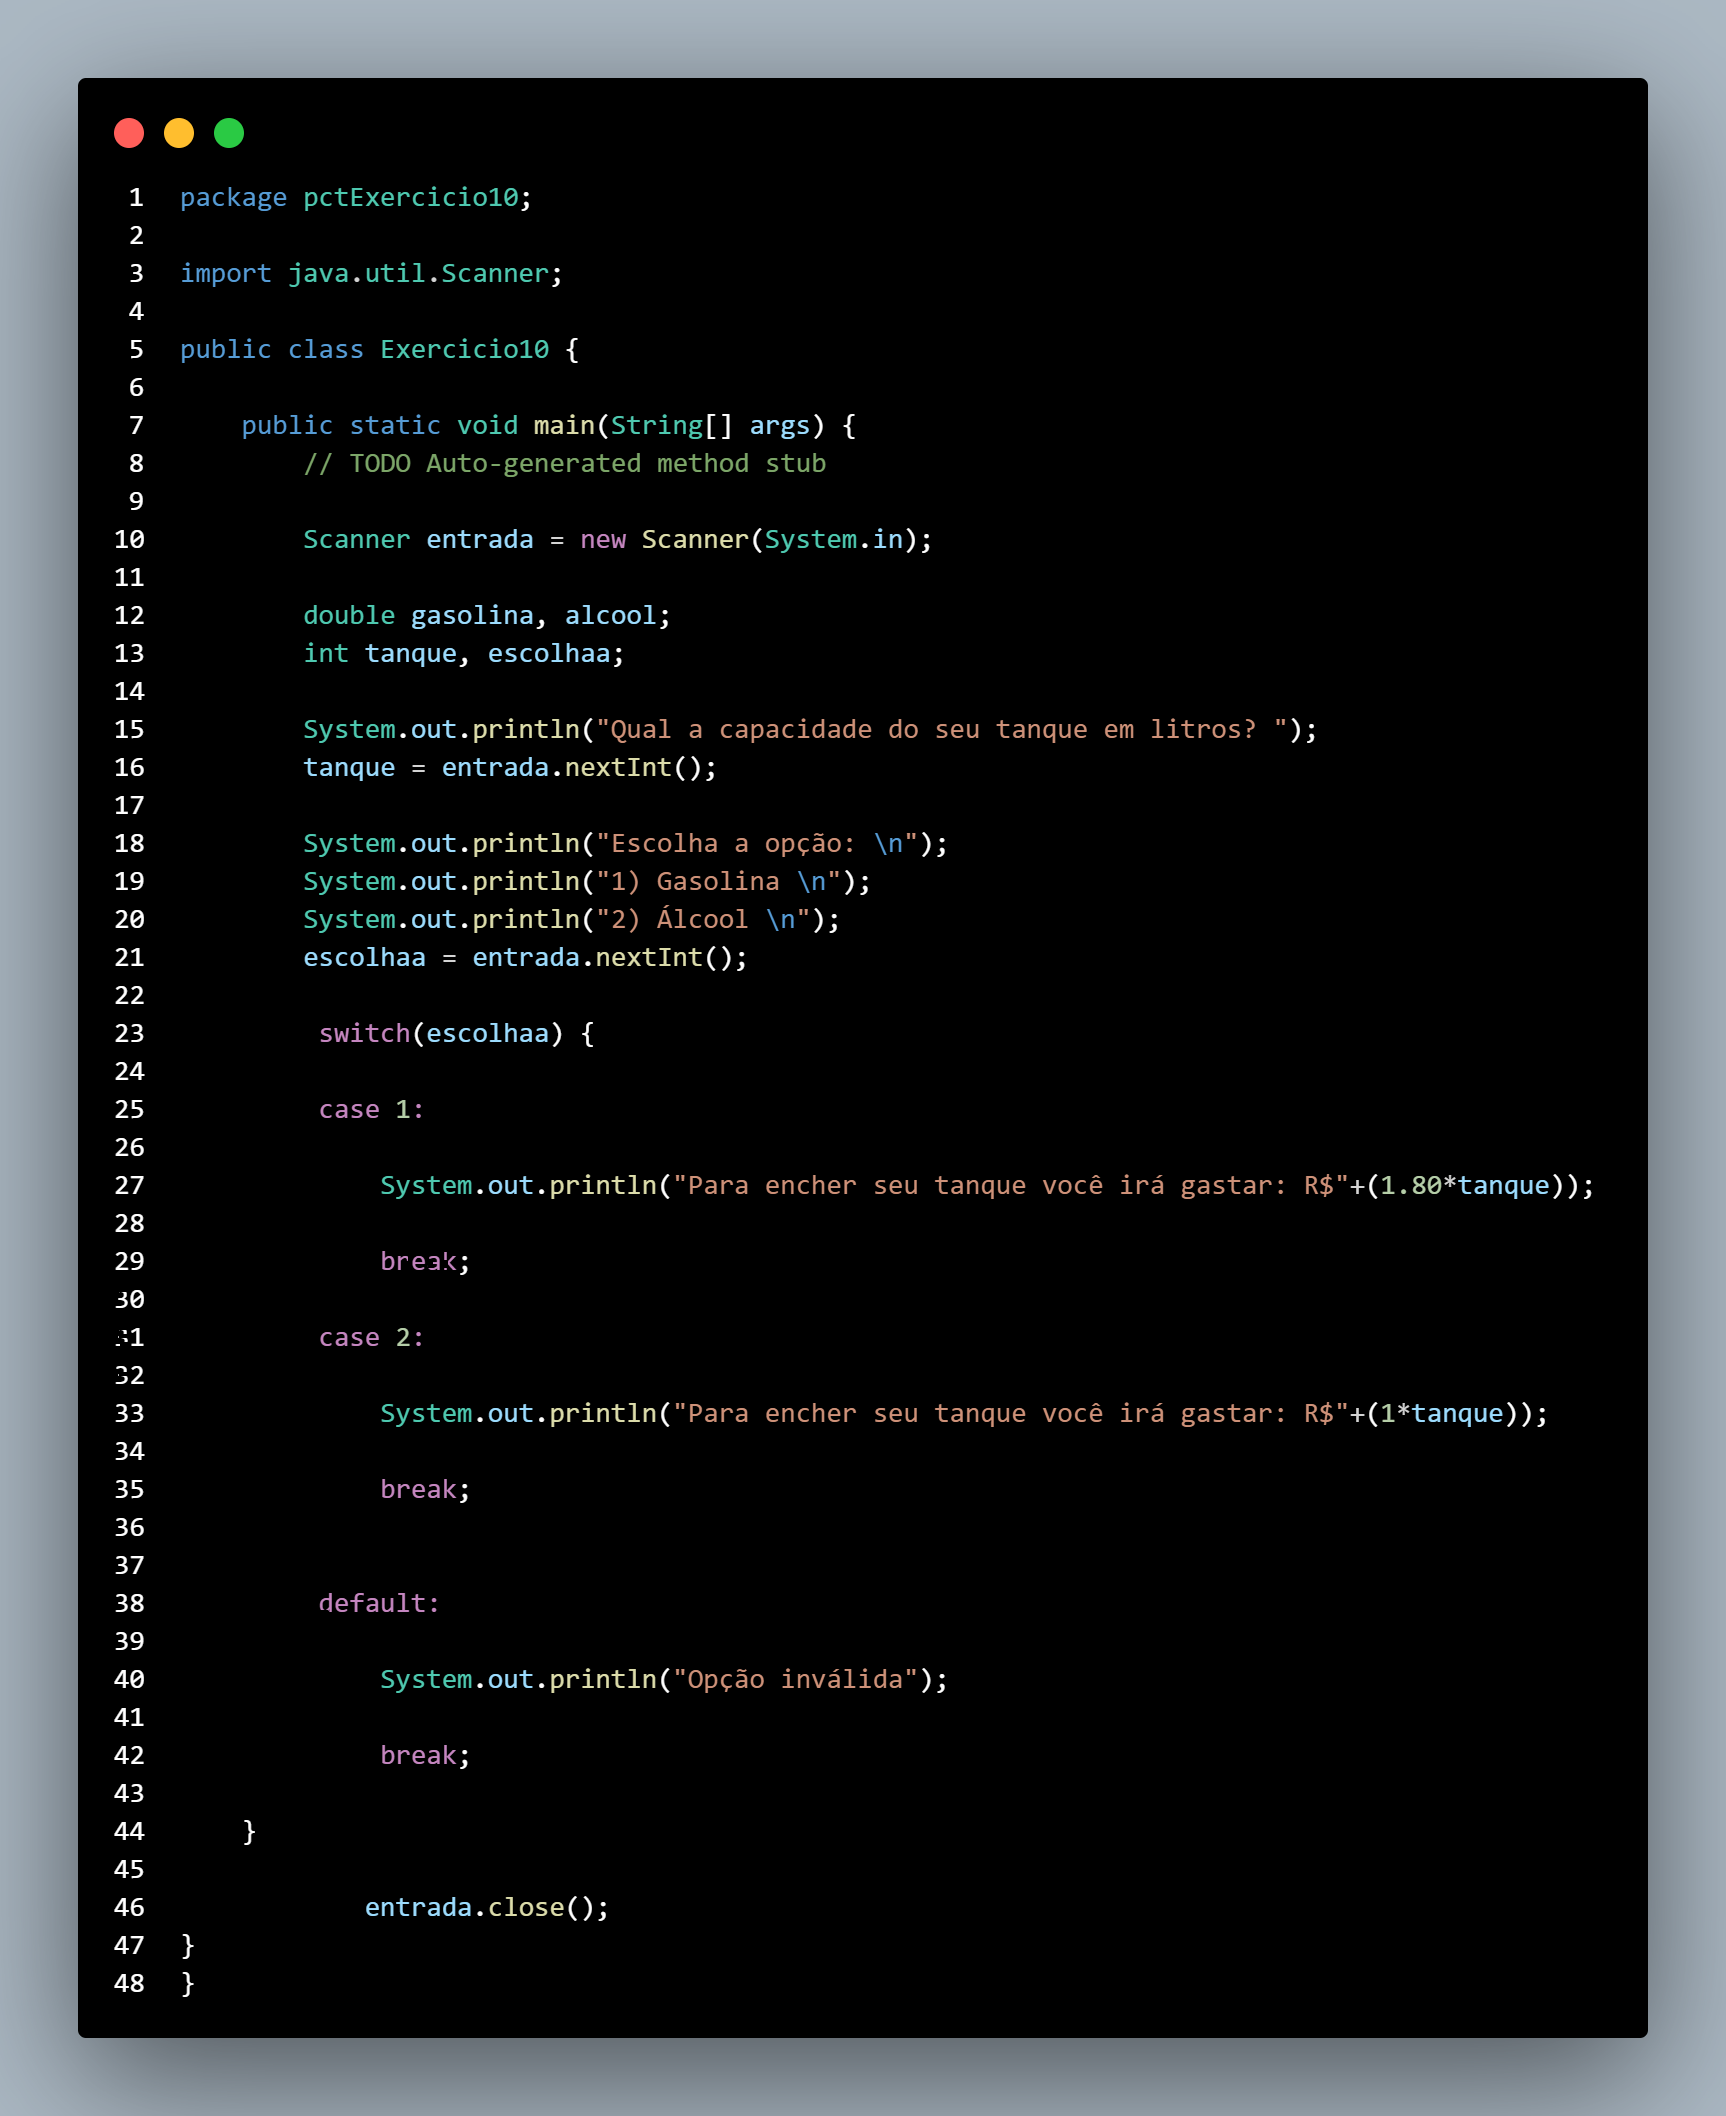 1 package pctExercicio10;
2
3 import java.util.Scanner;
4
5 public class Exercicio10 {
6
7     public static void main(String[] args) {
8         // TODO Auto-generated method stub
9
10         Scanner entrada = new Scanner(System.in);
11
12         double gasolina, alcool;
13         int tanque, escolhaa;
14
15         System.out.println("Qual a capacidade do seu tanque em litros? ");
16         tanque = entrada.nextInt();
17
18         System.out.println("Escolha a opção: \n");
19         System.out.println("1) Gasolina \n");
20         System.out.println("2) Álcool \n");
21         escolhaa = entrada.nextInt();
22
23          switch(escolhaa) {
24
25          case 1:
26
27              System.out.println("Para encher seu tanque você irá gastar: R$"+(1.80*tanque));
28
29              break;
30
31          case 2:
32
33              System.out.println("Para encher seu tanque você irá gastar: R$"+(1*tanque));
34
35              break;
36
37
38          default:
39
40              System.out.println("Opção inválida");
41
42              break;
43
44     }
45
46             entrada.close();
47 }
48 }